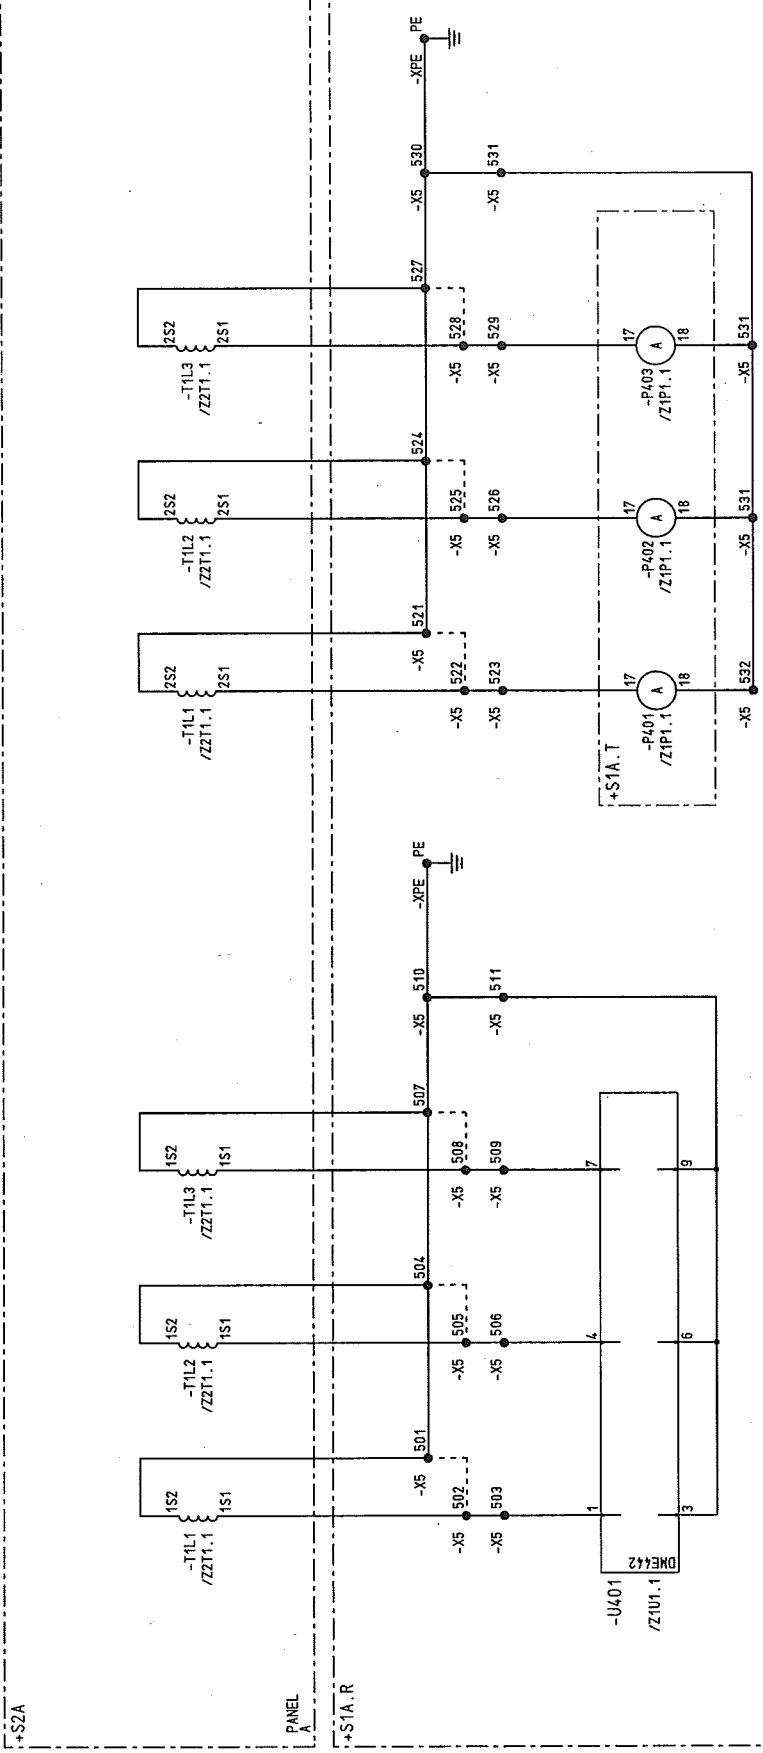 +S2A
PANEL
A
-T1L1
/Z2T1.1
1S2
1S1
-T1L2
/Z2T1.1
1S2
1S1
-T1L3
/Z2T1.1
1S2
1S1
-T1L1
/Z2T1.1
2S2
2S1
-T1L2
/Z2T1.1
2S2
2S1
-T1L3
/Z2T1.1
2S2
2S1
+S1A.R
-X5
501
504
507
-X5
510
-XPE
PE
-X5
521
524
527
-X5
530
-XPE
PE
-X5
502
-X5
505
-X5
508
-X5
522
-X5
525
-X5
528
-X5
503
-X5
506
-X5
509
-X5
511
-X5
523
-X5
526
-X5
529
-X5
531
-U401
/Z1U1.1
DME442
1
4
7
3
6
9
+S1A.T
-P401
/Z1P1.1
17
A
18
-P402
/Z1P1.1
17
A
18
-P403
/Z1P1.1
17
A
18
-X5
532
-X5
531
-X5
531